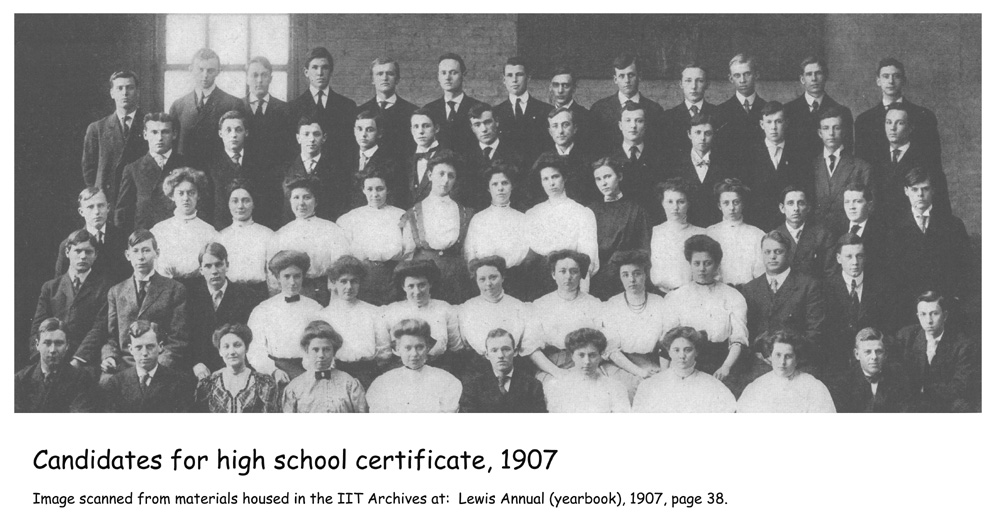 Candidates for high school certificate, 1907
Image scanned from materials housed in the IIT Archives at:  Lewis Annual (yearbook), 1907, page 38.